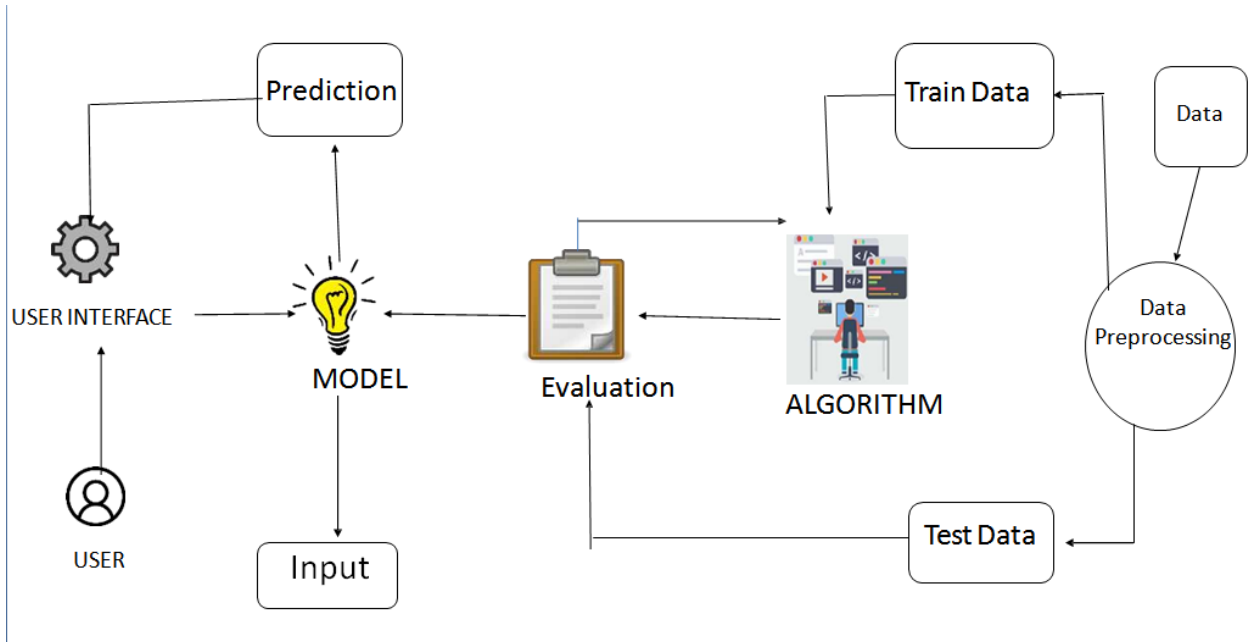 Prediction
Train Data
Data
USER INTERFACE
MODEL
Evaluation
ALGORITHM
Data
Preprocessing
USER
Input
Test Data